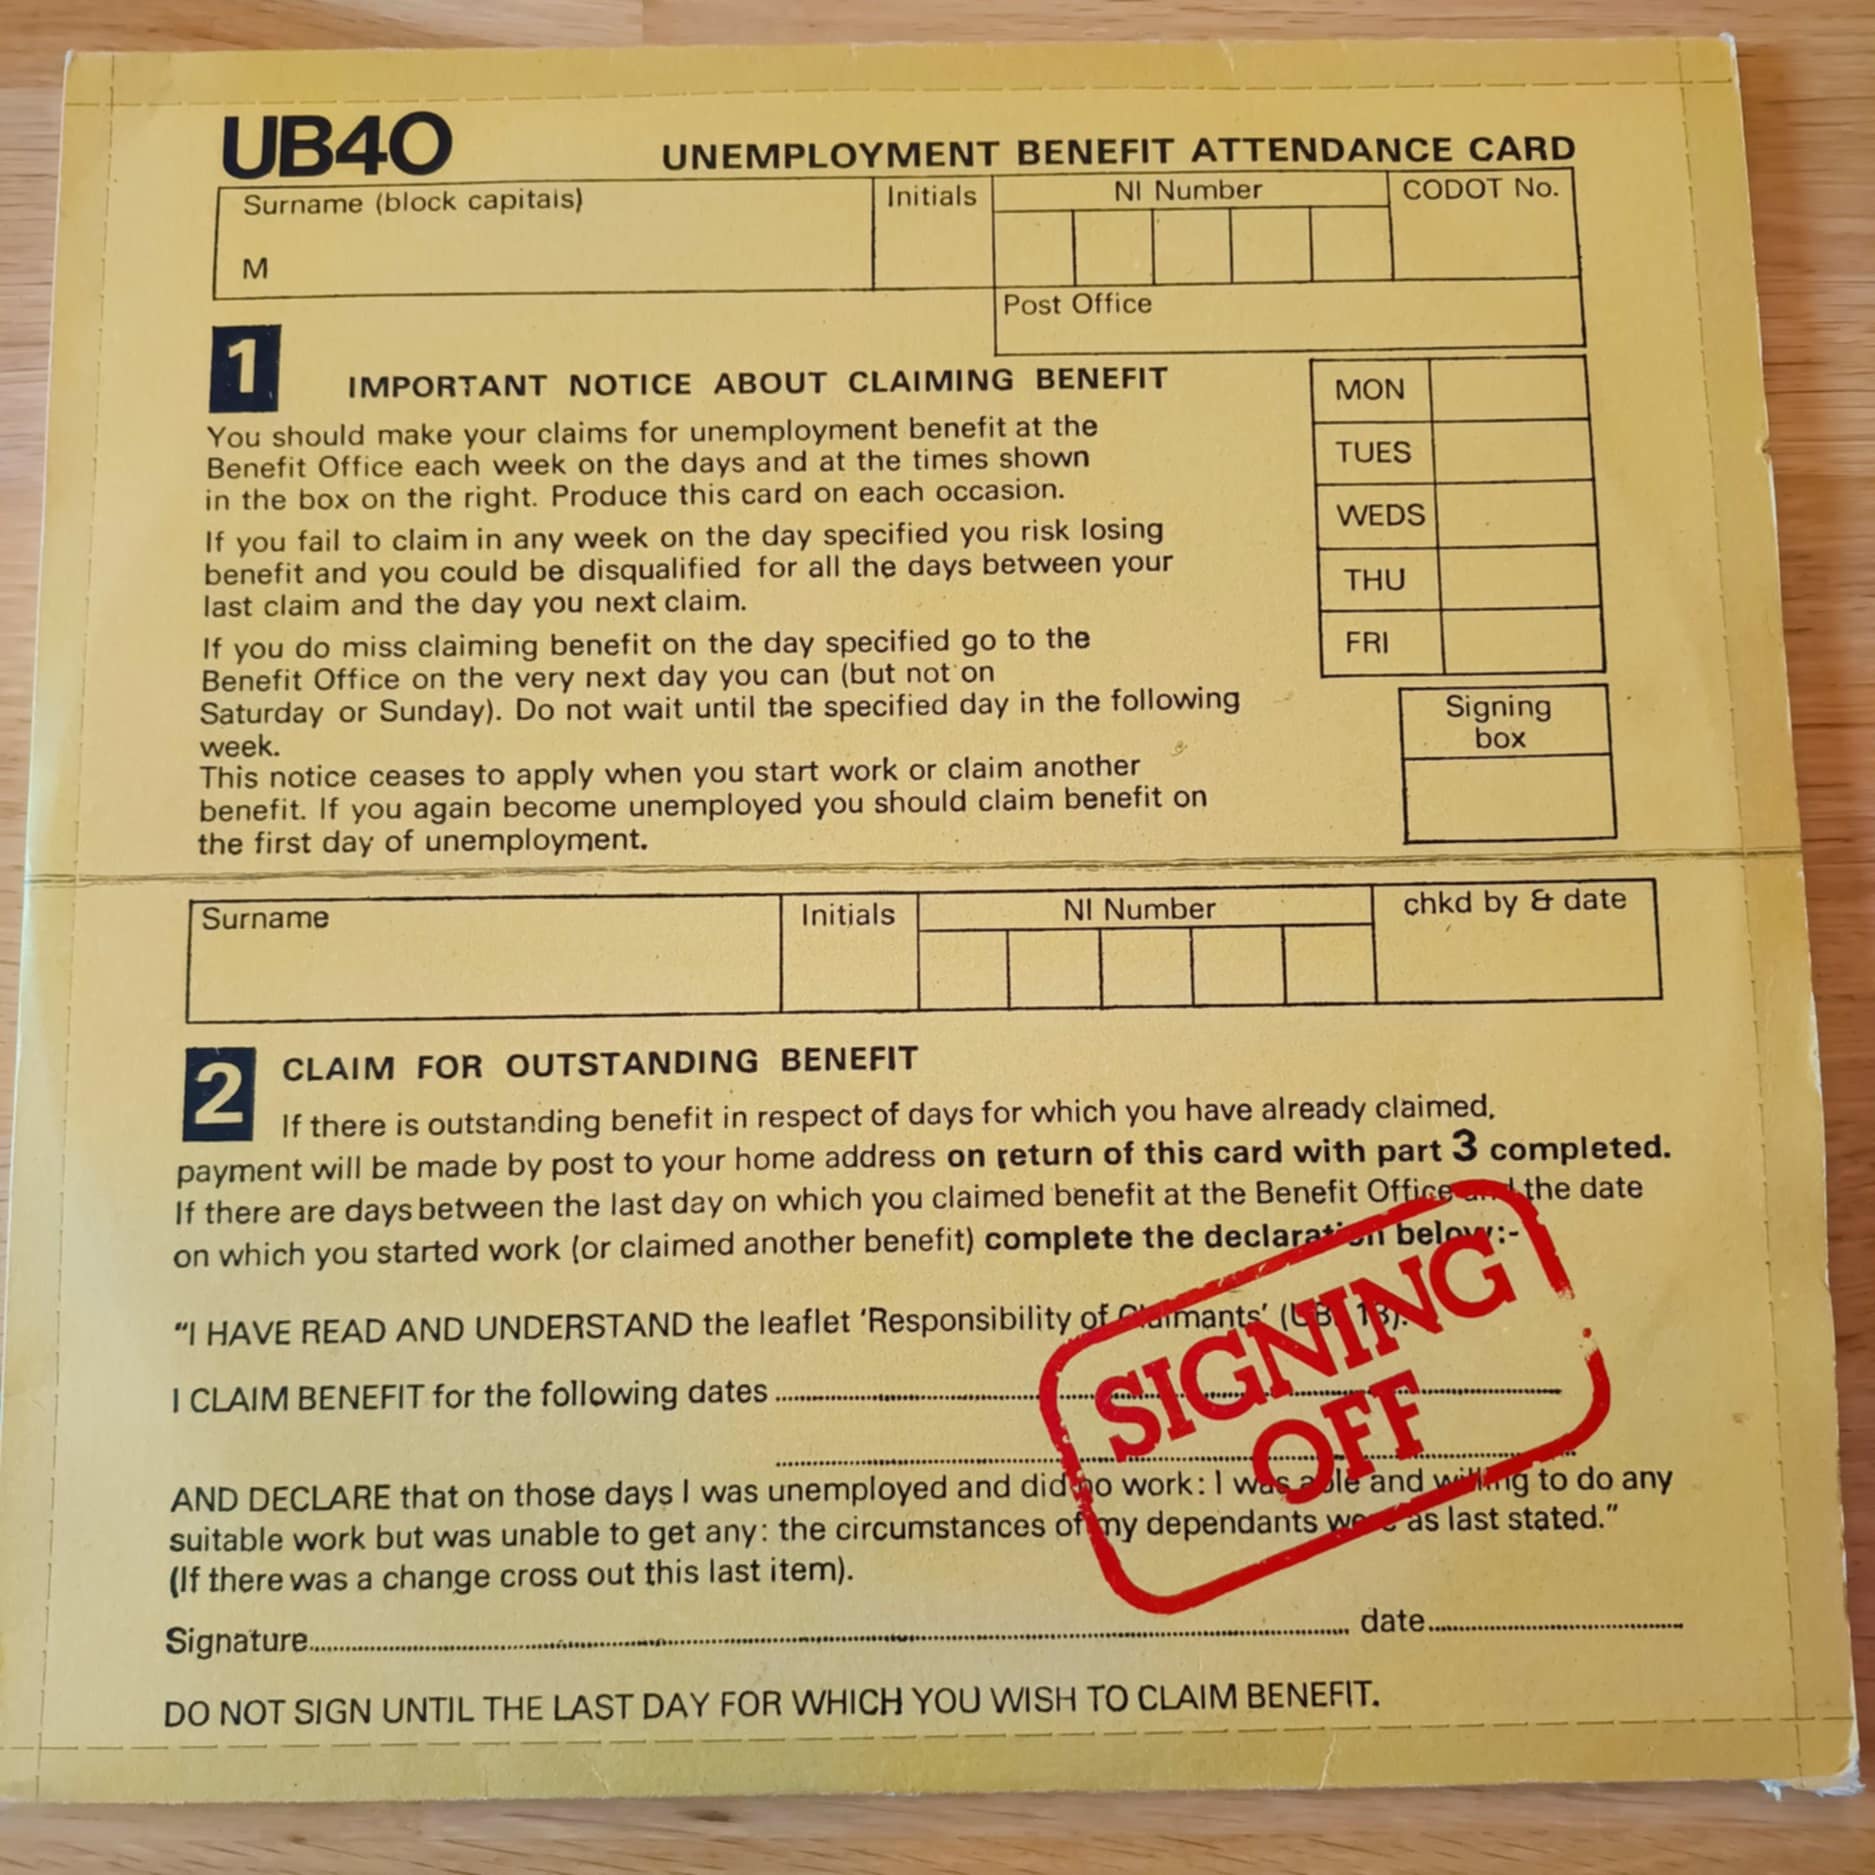 UB40
UNEMPLOYMENT BENEFIT ATTENDANCE CARD
Surname (block capitals)
Initials
NI Number
CODOT No.
M
Post Office
1
IMPORTANT NOTICE ABOUT CLAIMING BENEFIT
You should make your claims for unemployment benefit at the
Benefit Office each week on the days and at the times shown
in the box on the right. Produce this card on each occasion.
If you fail to claim in any week on the day specified you risk losing
benefit and you could be disqualified for all the days between your
last claim and the day you next claim.
If you do miss claiming benefit on the day specified go to the
Benefit Office on the very next day you can (but not on
Saturday or Sunday). Do not wait until the specified day in the following
week.
This notice ceases to apply when you start work or claim another
benefit. If you again become unemployed you should claim benefit on
the first day of unemployment.
MON
TUES
WEDS
THU
FRI
Signing
box
Surname
Initials
NI Number
chkd by & date
2
CLAIM FOR OUTSTANDING BENEFIT
If there is outstanding benefit in respect of days for which you have already claimed,
payment will be made by post to your home address on return of this card with part 3 completed.
If there are days between the last day on which you claimed benefit at the Benefit Office and the date
on which you started work (or claimed another benefit) complete the declaration below:-
“I HAVE READ AND UNDERSTAND the leaflet ‘Responsibility of Claimants’ (UBL 18).
I CLAIM BENEFIT for the following dates
AND DECLARE that on those days I was unemployed and did no work: I was able and willing to do any
suitable work but was unable to get any: the circumstances of my dependants were as last stated.”
(If there was a change cross out this last item).
Signature
date
DO NOT SIGN UNTIL THE LAST DAY FOR WHICH YOU WISH TO CLAIM BENEFIT.
SIGNING
OFF